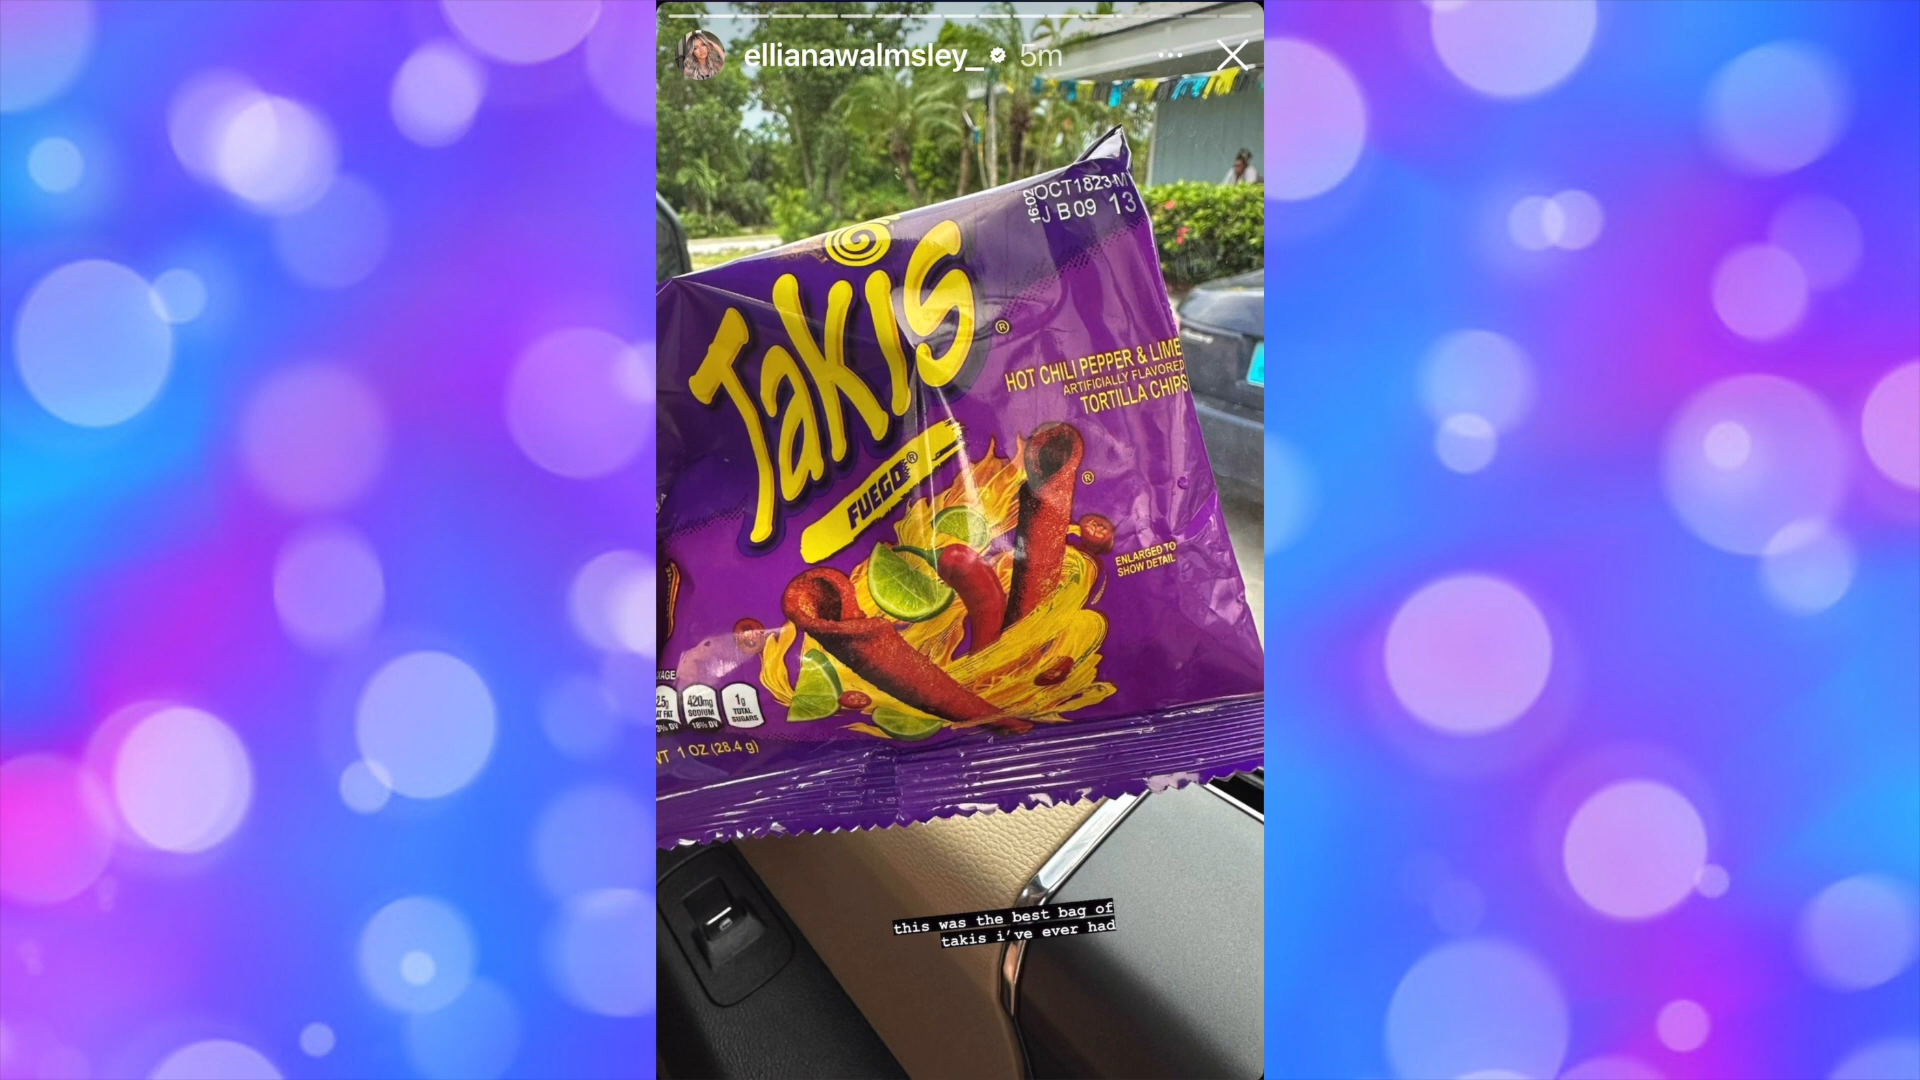 ellianawalmsley_ 5m
16:02
OCT1823 M
J B09 13
Takis
®
HOT CHILI PEPPER & LIME
ARTIFICIALLY FLAVORED
TORTILLA CHIPS
FUEGO®
®
ENLARGED TO
SHOW DETAIL
420mg
SODIUM
18% DV
1g
TOTAL
SUGARS
1 OZ (28.4 g)
this was the best bag of
takis i've ever had